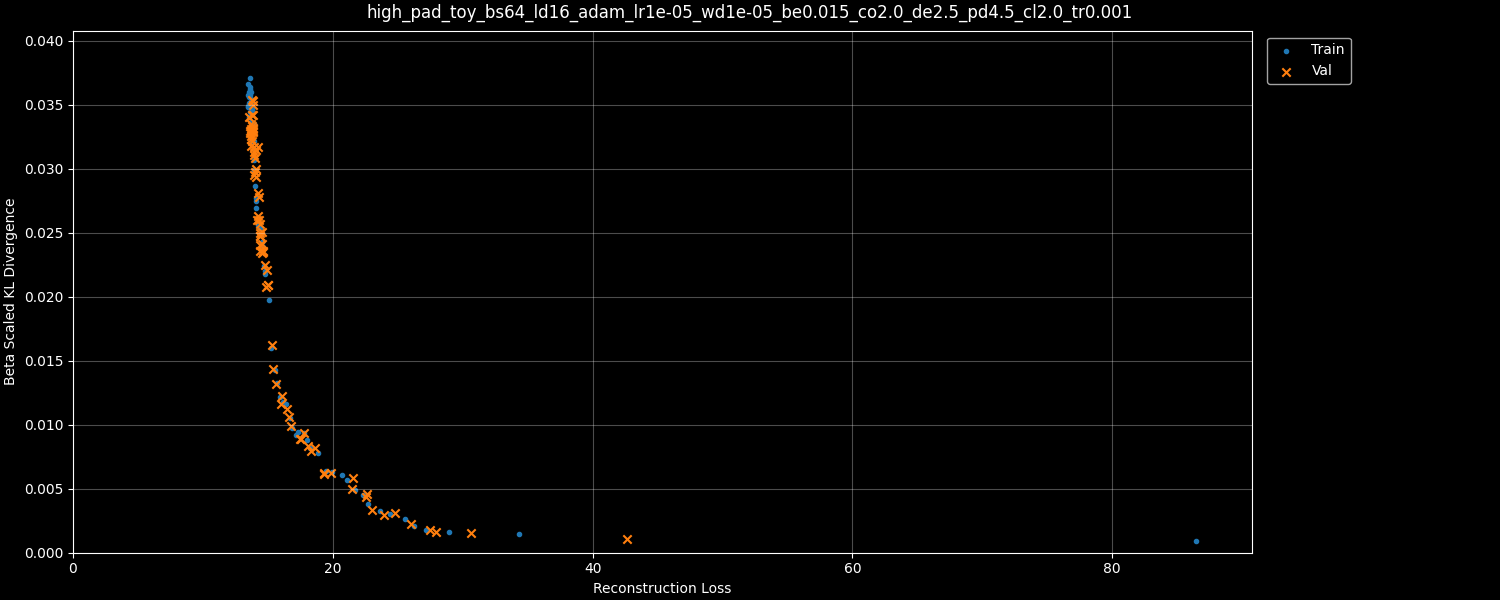 high_pad_toy_bs64_ld16_adam_lr1e-05_wd1e-05_be0.015_co2.0_de2.5_pd4.5_cl2.0_tr0.001
Train
Val
Beta Scaled KL Divergence
0.040
0.035
0.030
0.025
0.020
0.015
0.010
0.005
0.000
0
20
40
60
80
Reconstruction Loss